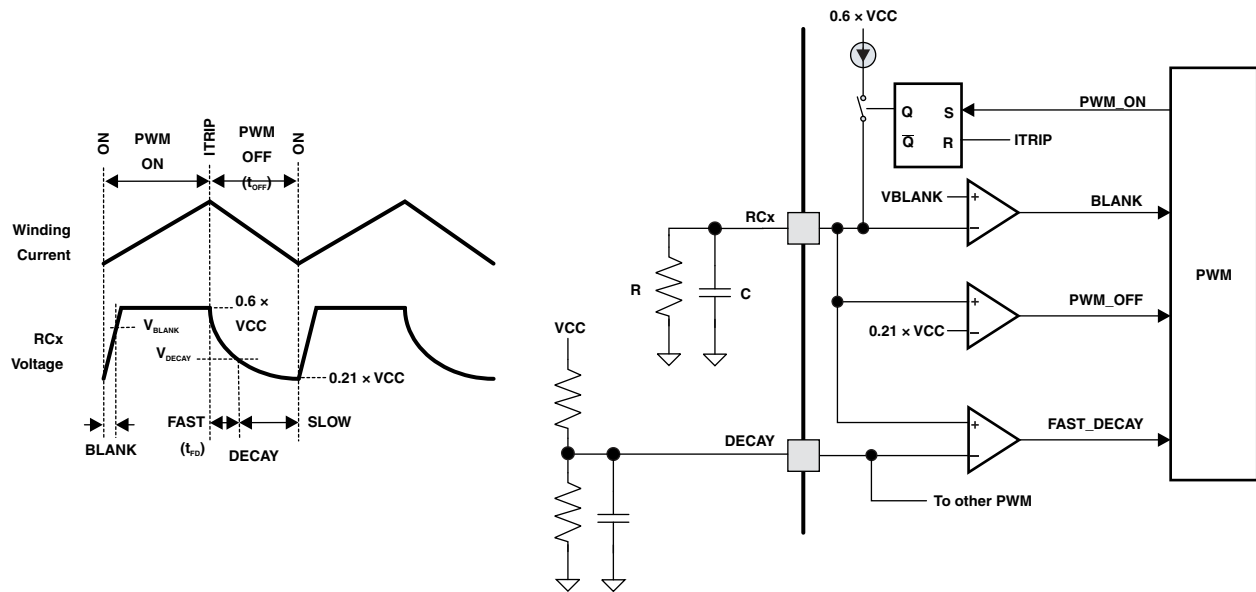 ON
PWM
ON
ITRIP
PWM
OFF
(tOFF)
ON
Winding
Current
0.6 ×
VCC
VBLANK
RCx
Voltage
VDECAY
0.21 × VCC
FAST
(tFD)
SLOW
BLANK
DECAY
0.6 × VCC
Q
S
Q
R
PWM_ON
ITRIP
VBLANK
BLANK
RCx
R
C
PWM
PWM_OFF
0.21 × VCC
VCC
DECAY
FAST_DECAY
To other PWM
+
−
+
−
+
−